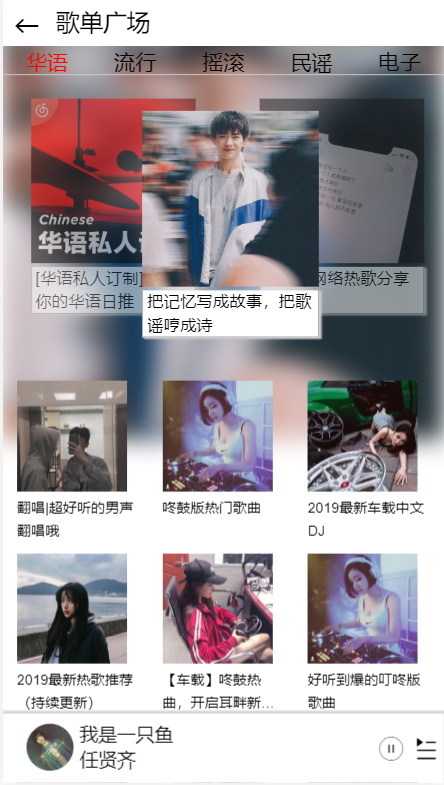 歌单广场
华语 流行 摇滚 民谣 电子
Chinese
华语私人订
[华语私人订制]
你的华语日推
把记忆写成故事，把歌
谣哼成诗
网络热歌分享
翻唱|超好听的男声
翻唱哦
咚鼓版热门歌曲
2019最新车载中文
DJ
2019最新热歌推荐
（持续更新）
【车载】咚鼓热
曲，开启耳畔新...
好听到爆的叮咚版
歌曲
我是一只鱼
任贤齐